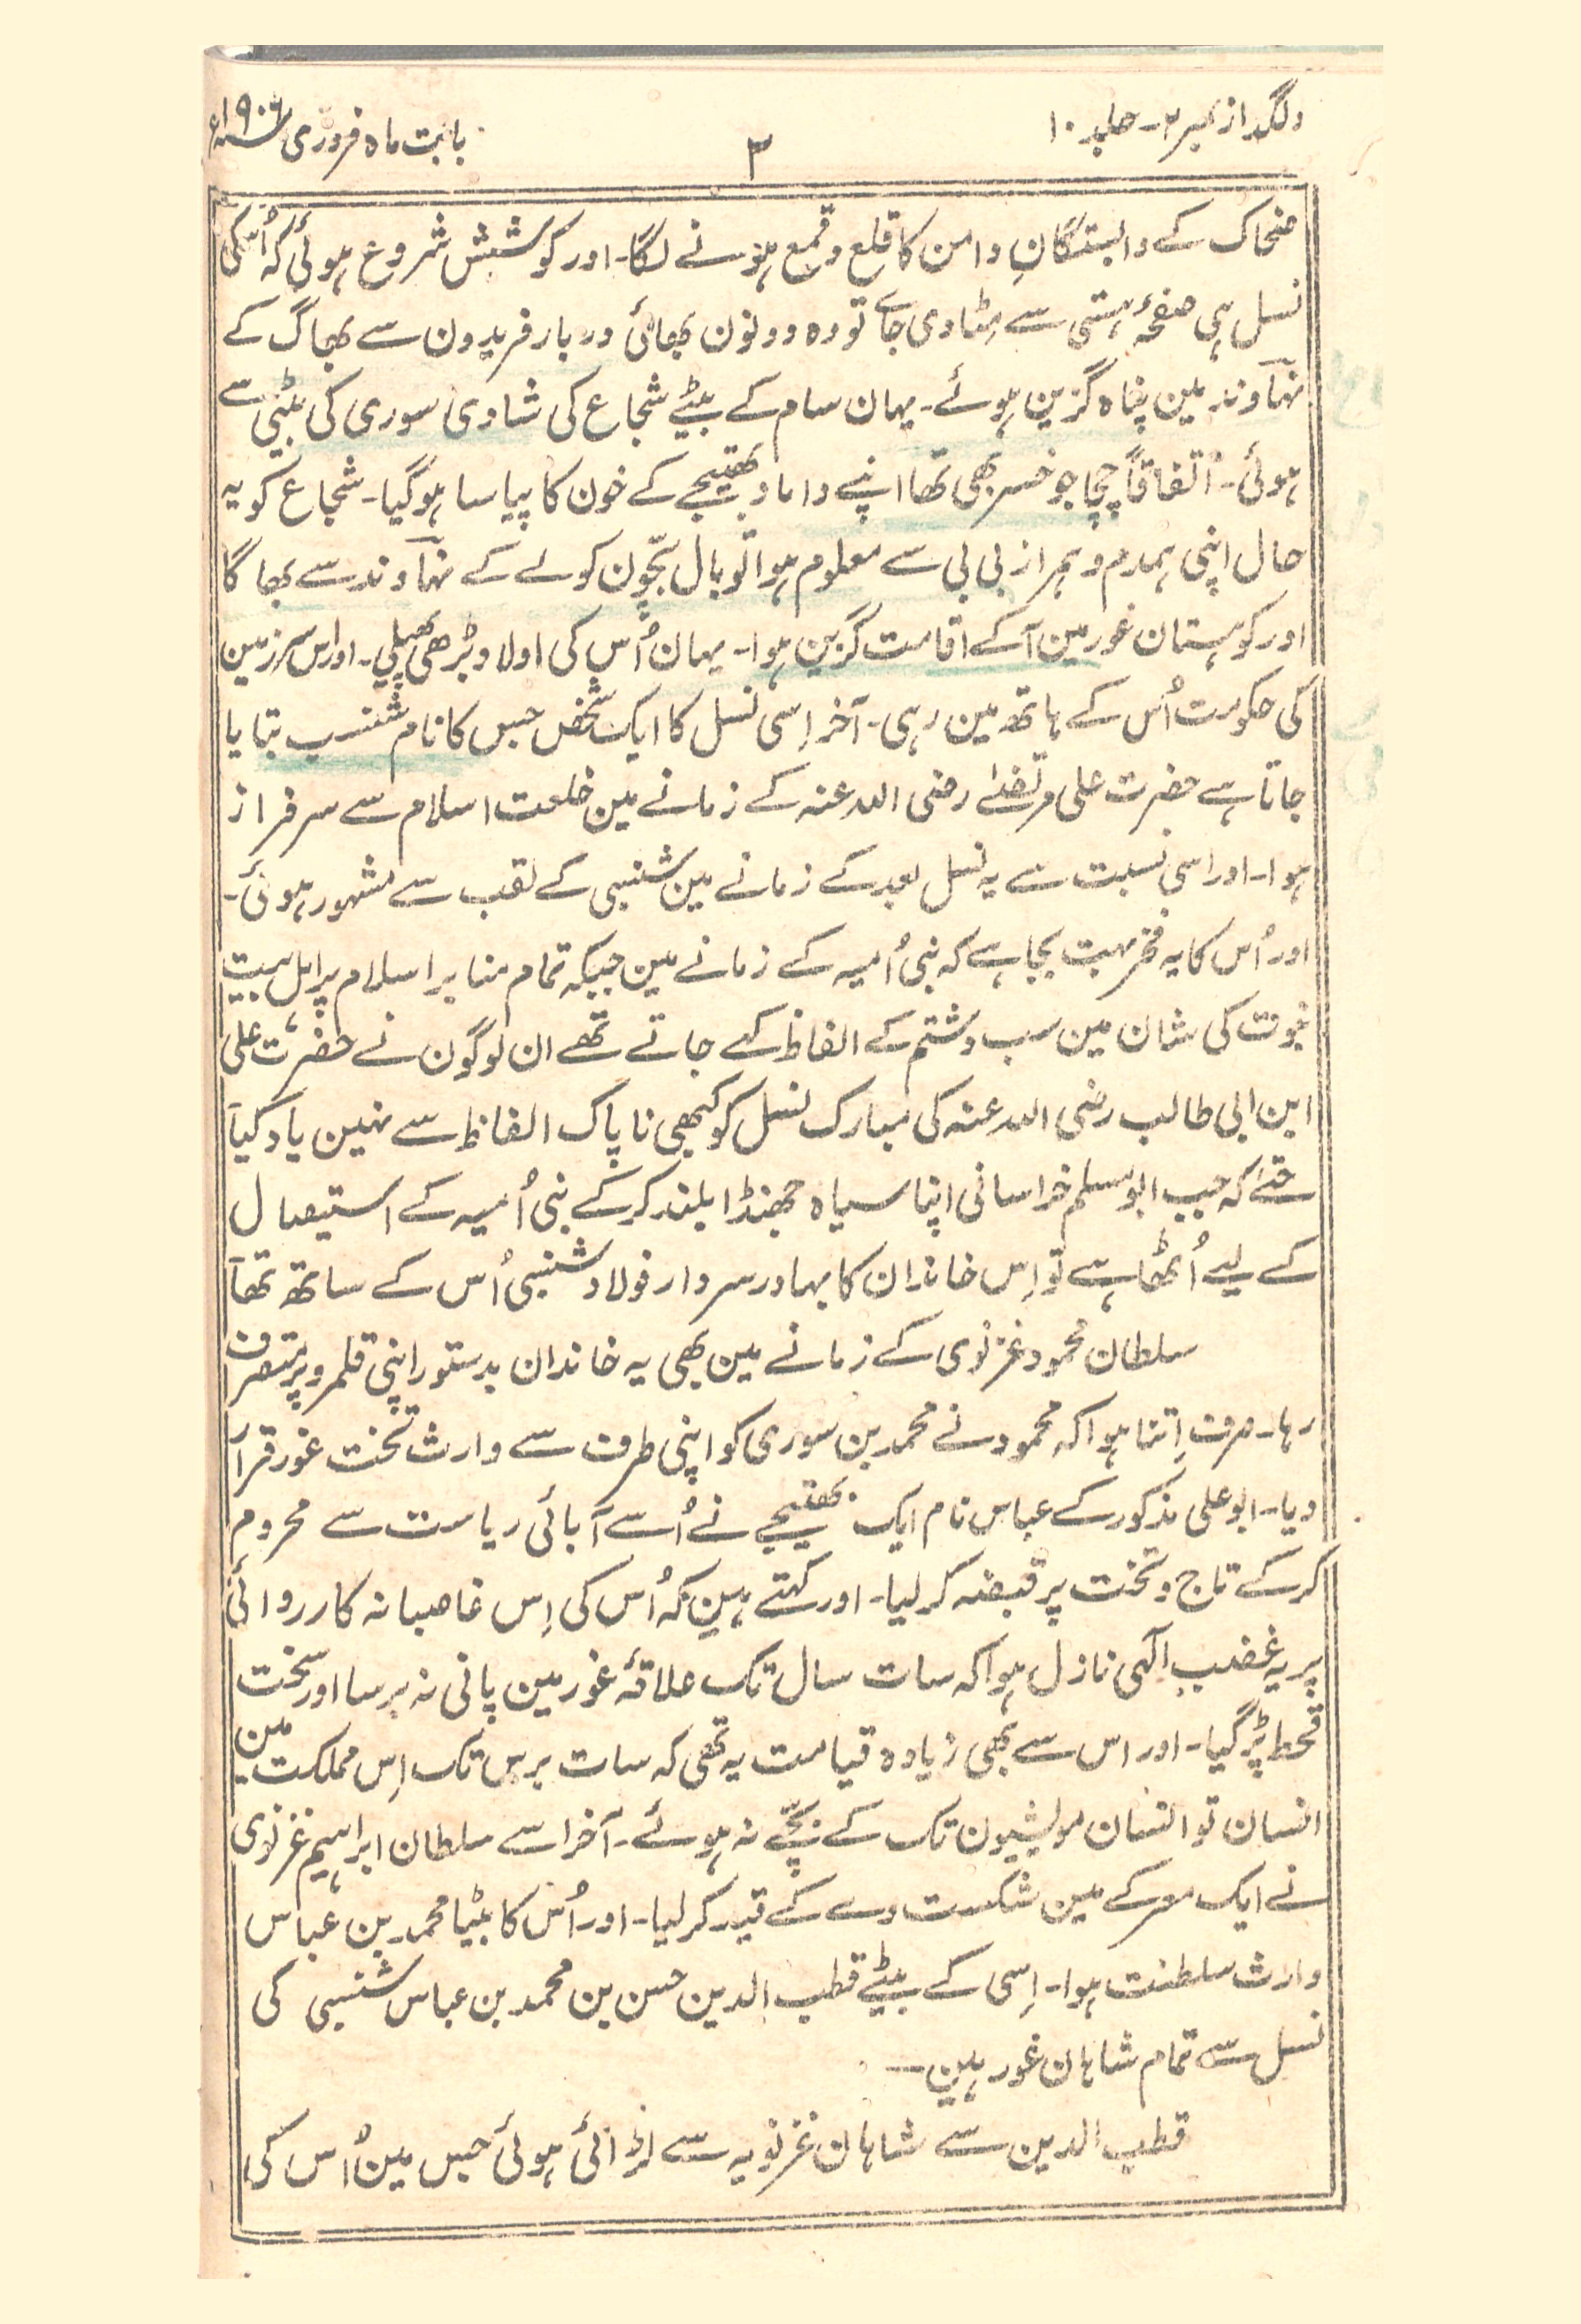 دلگداز نمبر ۲ - جلد ۱۰
۳
بابت ماہ فروری سنہ ۱۹۰۶ء
ضحاک کے وابستگانِ دامن کا قلع و قمع ہونے لگا۔ اور کوشش شروع ہوئی کہ اُسکی
نسل ہی صفحۂ ہستی سے مِٹا دی جاے تو وہ دونون بھائی دربار فریدون سے بھاگ کے
نہاوند مین پناہ گزین ہوئے۔ یہان سام کے بیٹے شجاع کی شادی سوری کی بیٹی سے
ہوئی۔ اتفاقاً چچا جو خسر بھی تھا اپنے داماد بھتیجے کے خون کا پیاسا ہوگیا۔ شجاع کو یہ
حال اپنی ہمدم و ہمراز بی بی سے معلوم ہوا تو بال بچّون کو لے کے نہاوند سے بھاگا
اور کوہستان غور مین آکے اقامت گزین ہوا۔ یہان اُس کی اولاد بڑھی پھیلی۔ اور اس سرزمین
کی حکومت اُس کے ہاتھ مین رہی۔ آخر اِسی نسل کا ایک شخص جس کا نام شنسب بتایا
جاتا ہے حضرت علی مرتضےٰ رضی اللہ عنہ کے زمانے مین خلعت اسلام سے سرفراز
ہوا۔ اور اسی نسبت سے یہ نسل بعد کے زمانے مین شنسبی کے لقب سے مشہور ہوئی۔
اور اُس کا یہ فخر بہت بجا ہے کہ بنی اُمیہ کے زمانے مین جبکہ تمام منابر اسلام پر اہل بیت
نبوت کی شان مین سب و شتم کے الفاظ کہے جاتے تھے ان لوگون نے حضرت علی
ابن ابی طالب رضی اللہ عنہ کی مبارک نسل کو کبھی ناپاک الفاظ سے نہین یاد کیا
حتےٰ کہ جب ابو مسلم خراسانی اپنا سیاہ جھنڈا بلند کر کے بنی اُمیہ کے استیصال
کے لیے اُٹھا ہے تو اِس خاندان کا بہادر سردار فولاد شنسبی اُس کے ساتھ تھا
سلطان محمود غزنوی کے زمانے مین بھی یہ خاندان بدستور اپنی قلمرو پر متصرف
رہا۔ صرف اِتنا ہوا کہ محمود نے محمد بن سوری کو اپنی طرف سے وارث تخت غور قرار
دیا۔ ابو علی مذکور کے عباس نام ایک بھتیجے نے اُسے آبائی ریاست سے محروم
کرکے تاج و تخت پر قبضہ کر لیا۔ اور کہتے ہین کہ اُس کی اِس غاصبانہ کارروائی
پر یہ غضب الٰہی نازل ہوا کہ سات سال تک علاقۂ غور مین پانی نہ برسا اور سخت
قحط پڑ گیا۔ اور اس سے بھی زیادہ قیامت یہ تھی کہ سات برس تک اِس مملکت مین
انسان تو انسان مویشیون تک کے بچّے نہ ہوئے۔ آخر اسے سلطان ابراہیم غزنوی
نے ایک معرکے مین شکست دے کے قید کر لیا۔ اور اُس کا بیٹا محمد بن عباس
وارث سلطنت ہوا۔ اِسی کے بیٹے قطب الدین حسن بن محمد بن عباس شنسبی کی
نسل سے تمام شاہان غور ہین۔
قطب الدین سے شاہان غزنویہ سے لڑائی ہوئی جس مین اُس کی